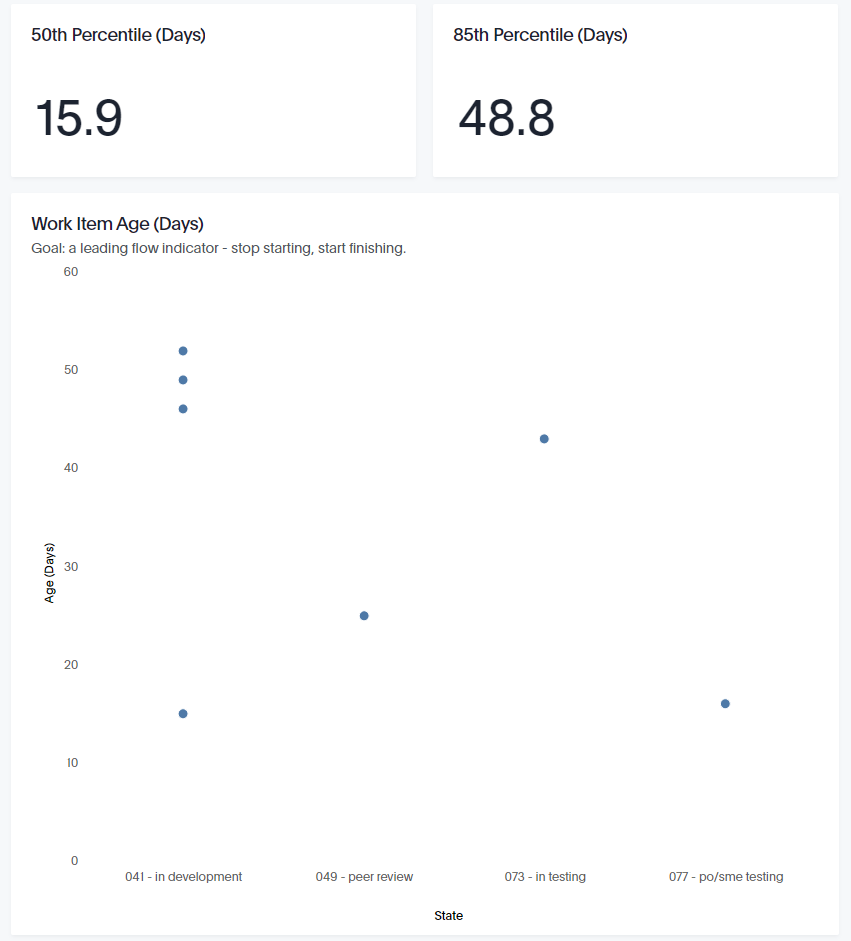 50th Percentile (Days)
85th Percentile (Days)
15.9
48.8
Work Item Age (Days)
Goal: a leading flow indicator - stop starting, start finishing.
60
50
40
30
20
10
0
Age (Days)
041 - in development
049 - peer review
073 - in testing
077 - po/sme testing
State